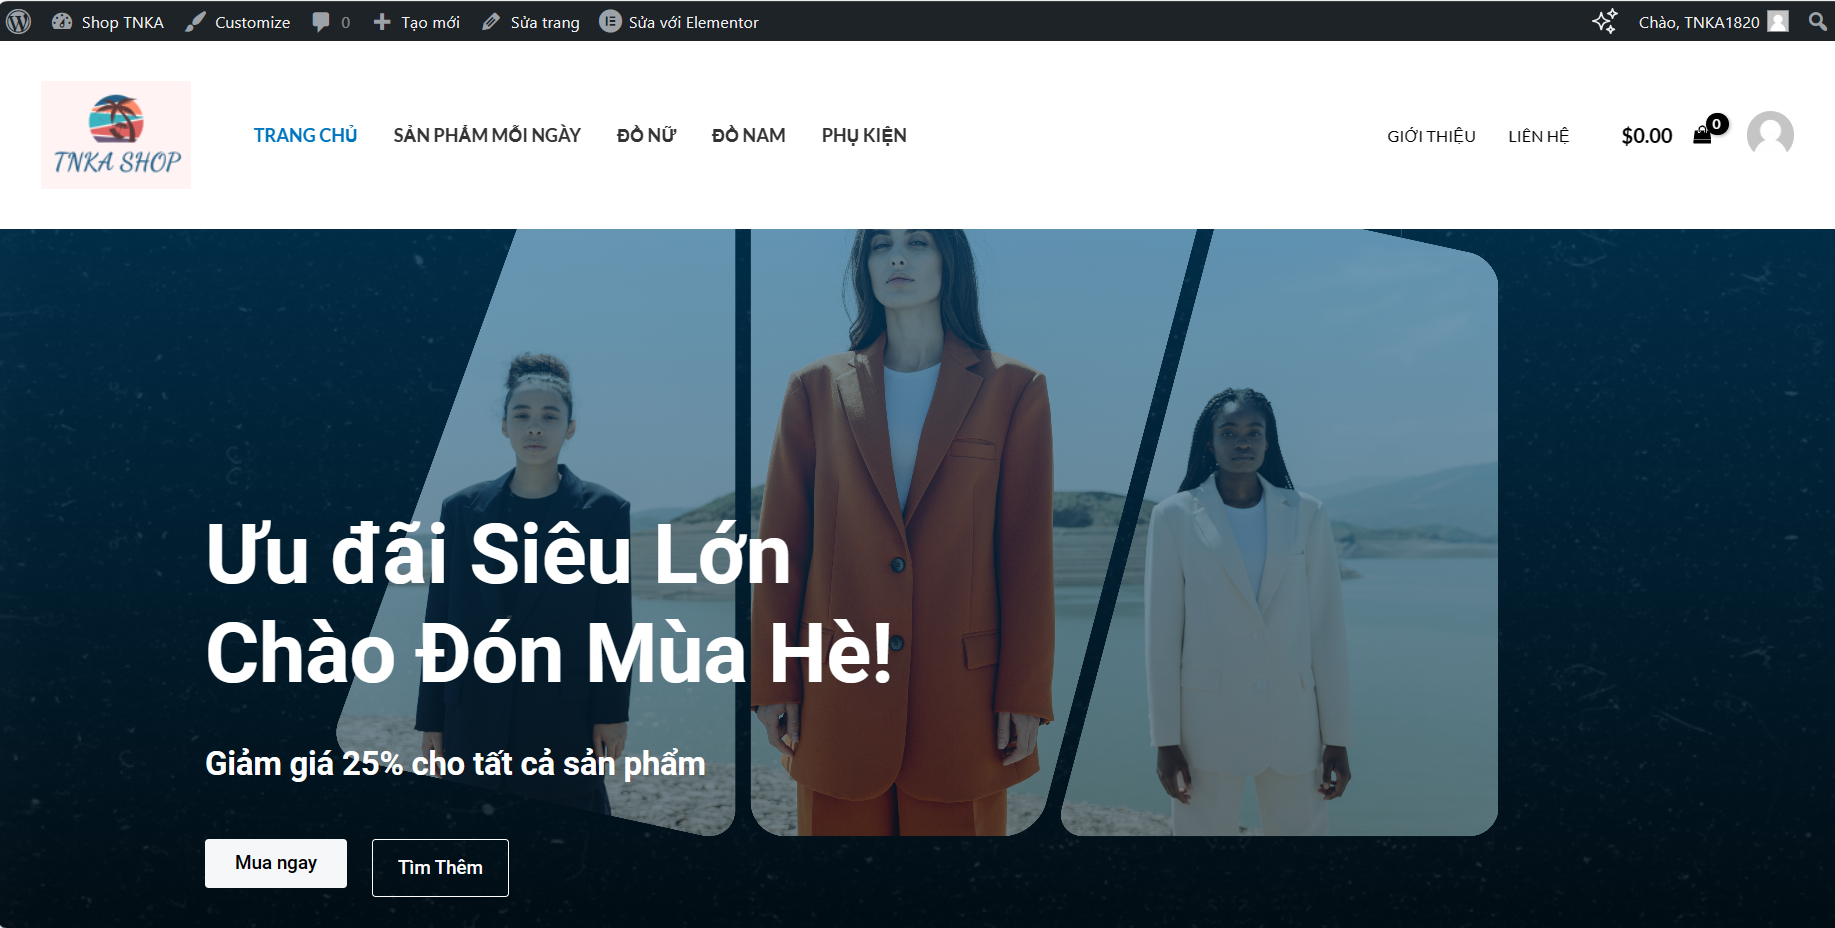 Shop TNKA Customize 0 Tạo mới Sửa trang Sửa với Elementor Chào, TNKA1820
TNKA SHOP
TRANG CHỦ SẢN PHẨM MỖI NGÀY ĐỒ NỮ ĐỒ NAM PHỤ KIỆN GIỚI THIỆU LIÊN HỆ $0.00 0
Ưu đãi Siêu Lớn
Chào Đón Mùa Hè!
Giảm giá 25% cho tất cả sản phẩm
Mua ngay Tìm Thêm